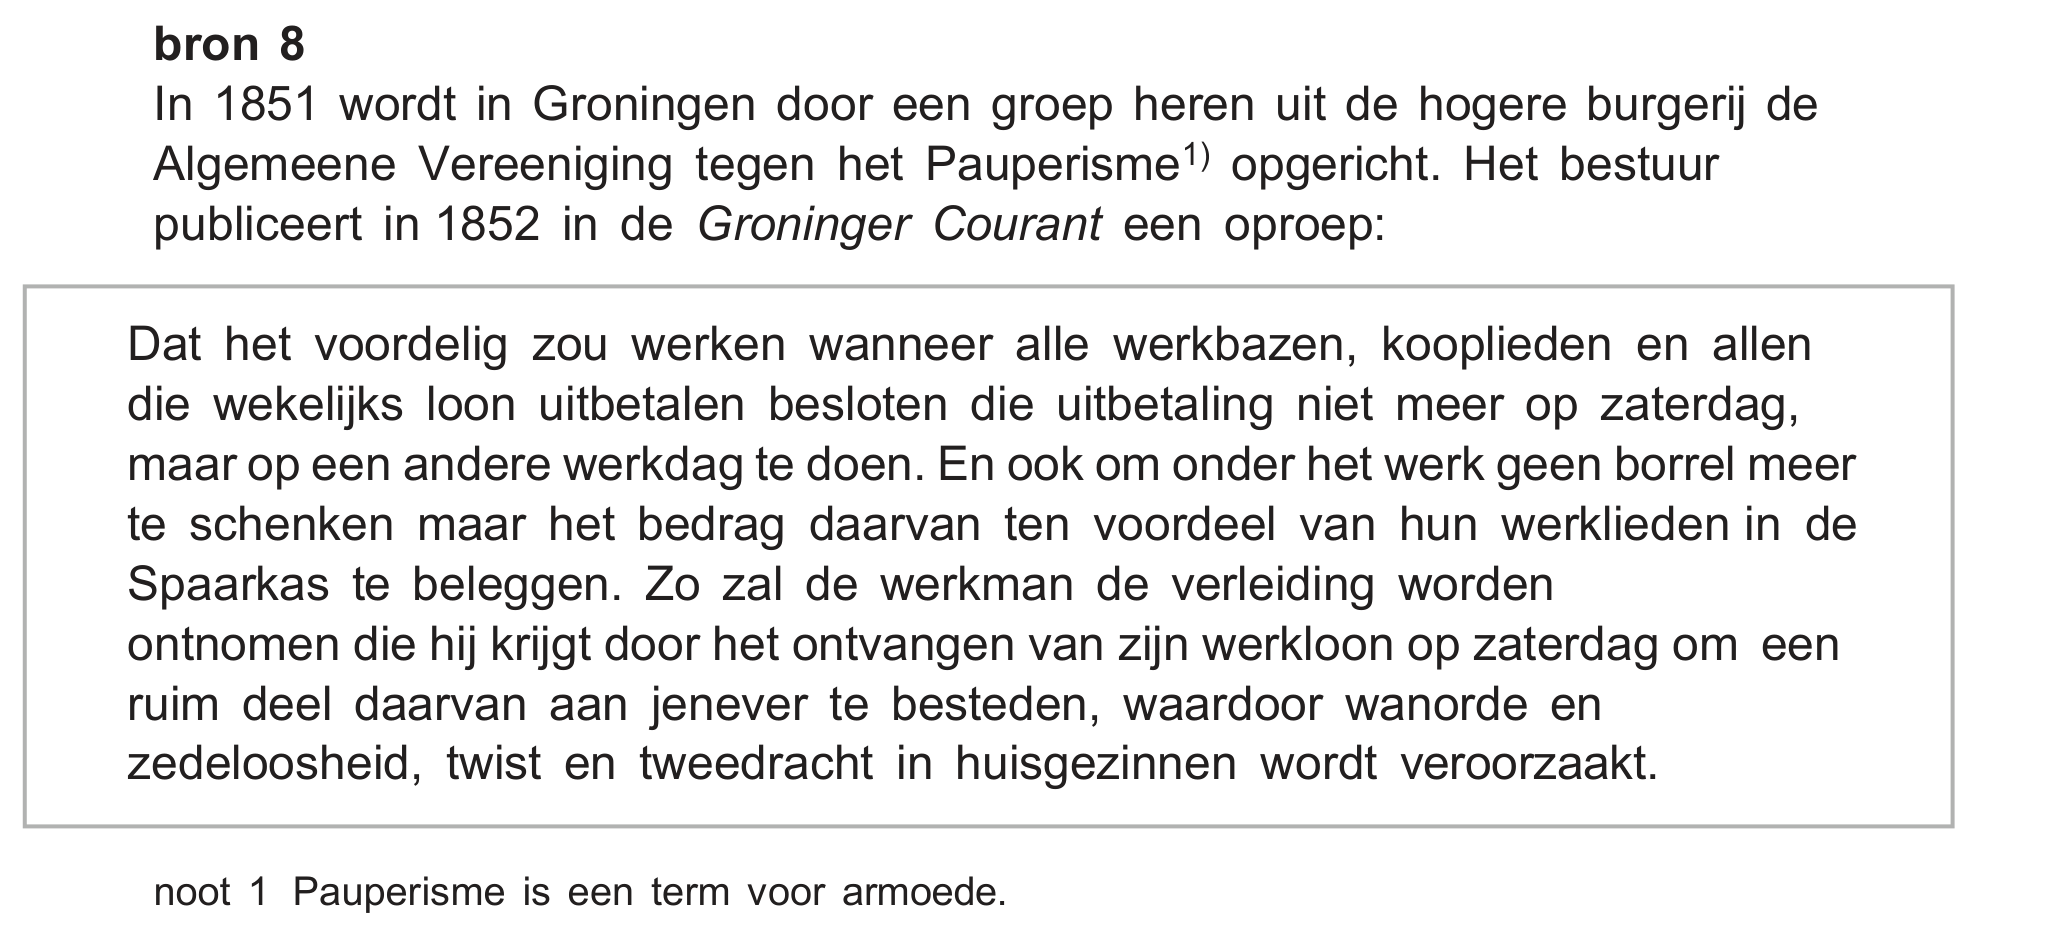 bron 8
In 1851 wordt in Groningen door een groep heren uit de hogere burgerij de
Algemeene Vereeniging tegen het Pauperisme1) opgericht. Het bestuur
publiceert in 1852 in de Groninger Courant een oproep:
Dat het voordelig zou werken wanneer alle werkbazen, kooplieden en allen
die wekelijks loon uitbetalen besloten die uitbetaling niet meer op zaterdag,
maar op een andere werkdag te doen. En ook om onder het werk geen borrel meer
te schenken maar het bedrag daarvan ten voordeel van hun werklieden in de
Spaarkas te beleggen. Zo zal de werkman de verleiding worden
ontnomen die hij krijgt door het ontvangen van zijn werkloon op zaterdag om een
ruim deel daarvan aan jenever te besteden, waardoor wanorde en
zedeloosheid, twist en tweedracht in huisgezinnen wordt veroorzaakt.
noot 1 Pauperisme is een term voor armoede.